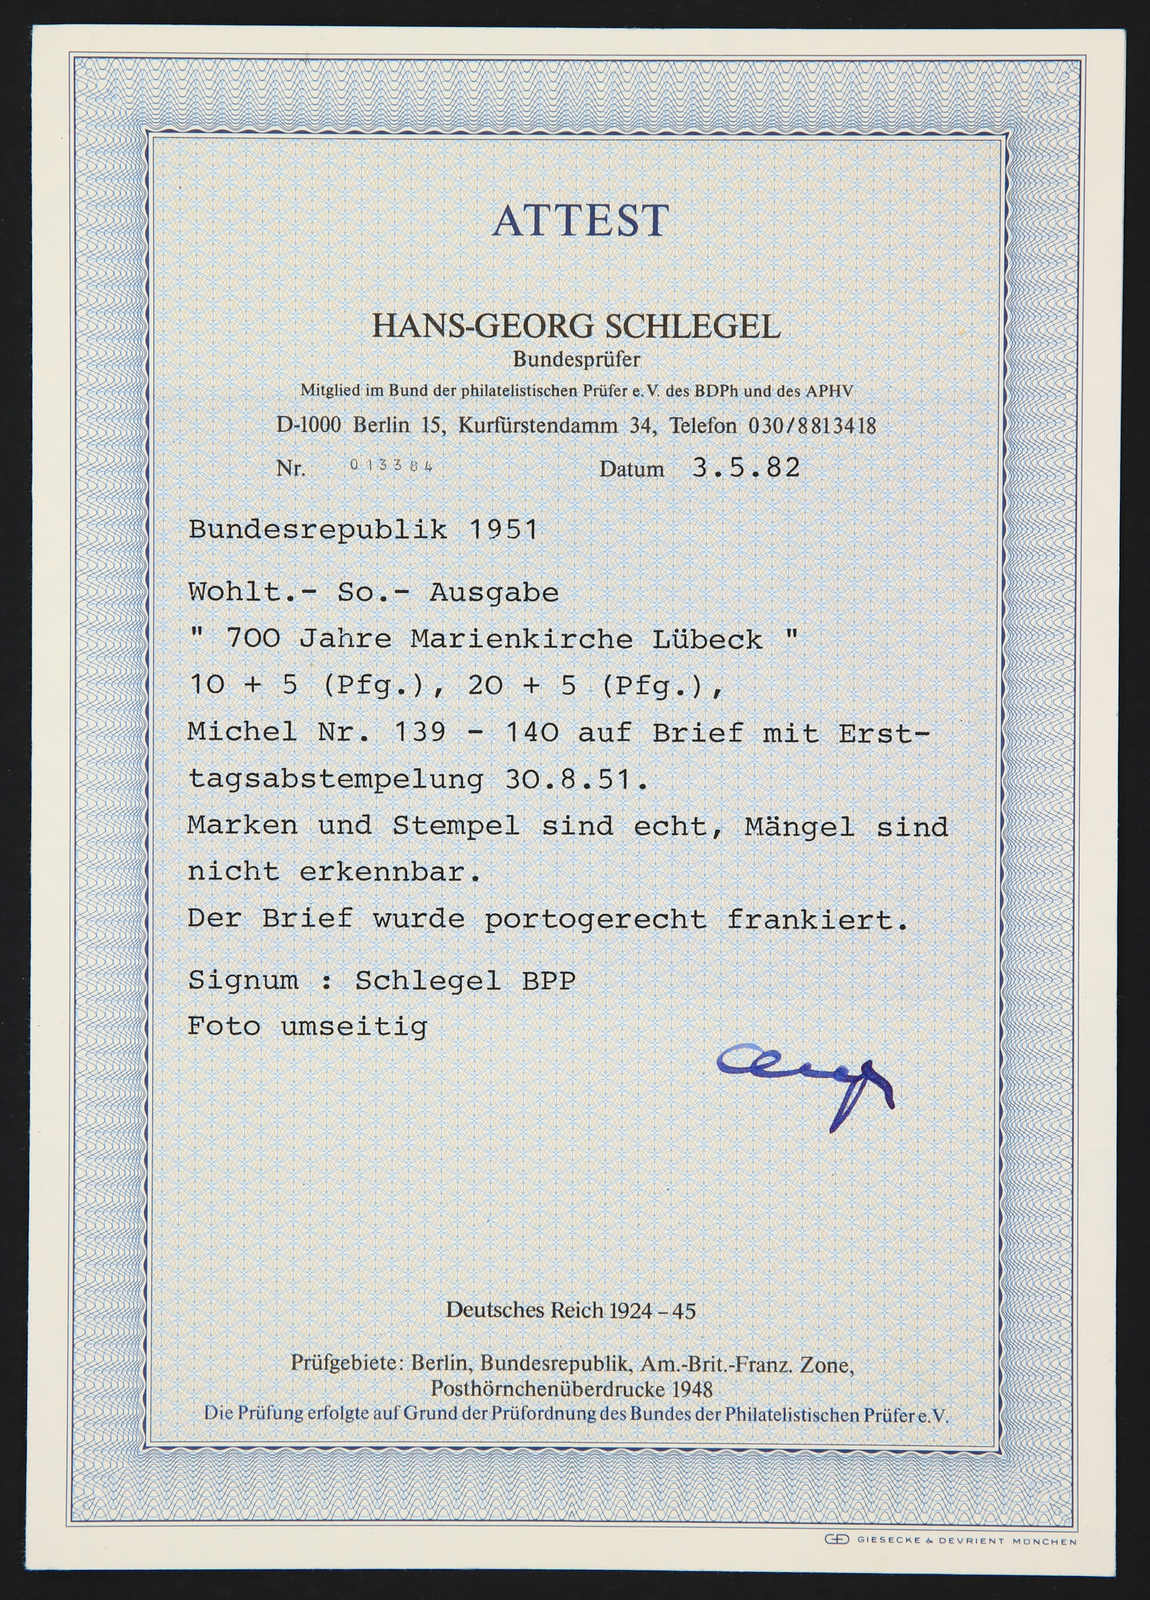 ATTEST
HANS-GEORG SCHLEGEL
Bundesprüfer
Mitglied im Bund der philatelistischen Prüfer e.V. des BDPh und des APHV
D-1000 Berlin 15, Kurfürstendamm 34, Telefon 030/8813418
Nr. 013384 Datum 3.5.82
Bundesrepublik 1951
Wohlt.- So.- Ausgabe
" 700 Jahre Marienkirche Lübeck "
10 + 5 (Pfg.), 20 + 5 (Pfg.),
Michel Nr. 139 - 140 auf Brief mit Erst-
tagsabstempelung 30.8.51.
Marken und Stempel sind echt, Mängel sind
nicht erkennbar.
Der Brief wurde portogerecht frankiert.
Signum : Schlegel BPP
Foto umseitig
Deutsches Reich 1924 – 45
Prüfgebiete: Berlin, Bundesrepublik, Am.-Brit.-Franz. Zone,
Posthörnchenüberdrucke 1948
Die Prüfung erfolgte auf Grund der Prüfordnung des Bundes der Philatelistischen Prüfer e.V.
GIESECKE & DEVRIENT MÜNCHEN